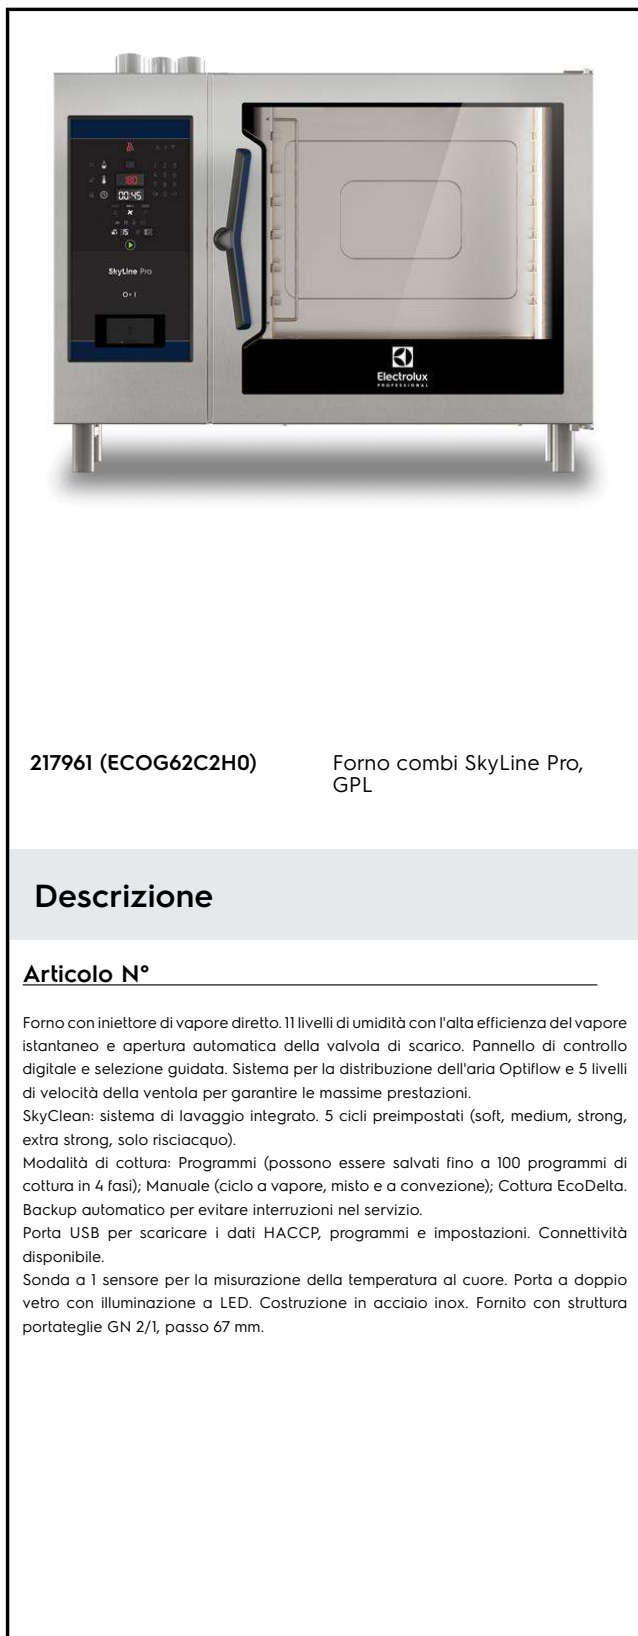 180
00:45
15
SkyLine Pro
O • I
Electrolux
PROFESSIONAL
217961 (ECOG62C2H0)
Forno combi SkyLine Pro,
GPL
Descrizione
Articolo N°
Forno con iniettore di vapore diretto. 11 livelli di umidità con l'alta efficienza del vapore
istantaneo e apertura automatica della valvola di scarico. Pannello di controllo
digitale e selezione guidata. Sistema per la distribuzione dell'aria Optiflow e 5 livelli
di velocità della ventola per garantire le massime prestazioni.
SkyClean: sistema di lavaggio integrato. 5 cicli preimpostati (soft, medium, strong,
extra strong, solo risciacquo).
Modalità di cottura: Programmi (possono essere salvati fino a 100 programmi di
cottura in 4 fasi); Manuale (ciclo a vapore, misto e a convezione); Cottura EcoDelta.
Backup automatico per evitare interruzioni nel servizio.
Porta USB per scaricare i dati HACCP, programmi e impostazioni. Connettività
disponibile.
Sonda a 1 sensore per la misurazione della temperatura al cuore. Porta a doppio
vetro con illuminazione a LED. Costruzione in acciaio inox. Fornito con struttura
portateglie GN 2/1, passo 67 mm.